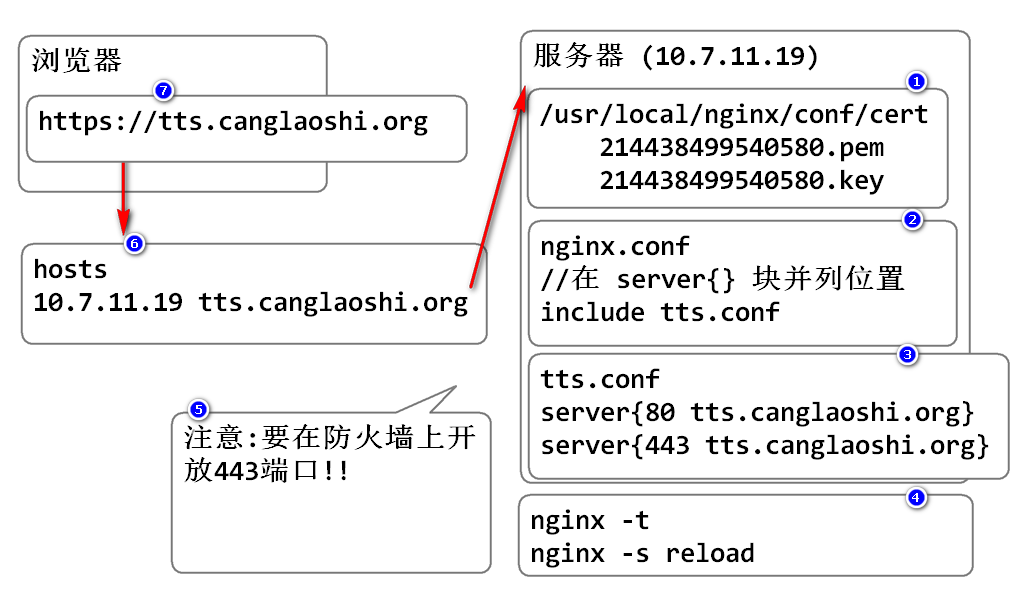 浏览器
7
https://tts.canglaoshi.org
6
hosts
10.7.11.19 tts.canglaoshi.org
5
注意:要在防火墙上开
放443端口!!
服务器 (10.7.11.19)
1
/usr/local/nginx/conf/cert
214438499540580.pem
214438499540580.key
2
nginx.conf
//在 server{} 块并列位置
include tts.conf
3
tts.conf
server{80 tts.canglaoshi.org}
server{443 tts.canglaoshi.org}
4
nginx -t
nginx -s reload